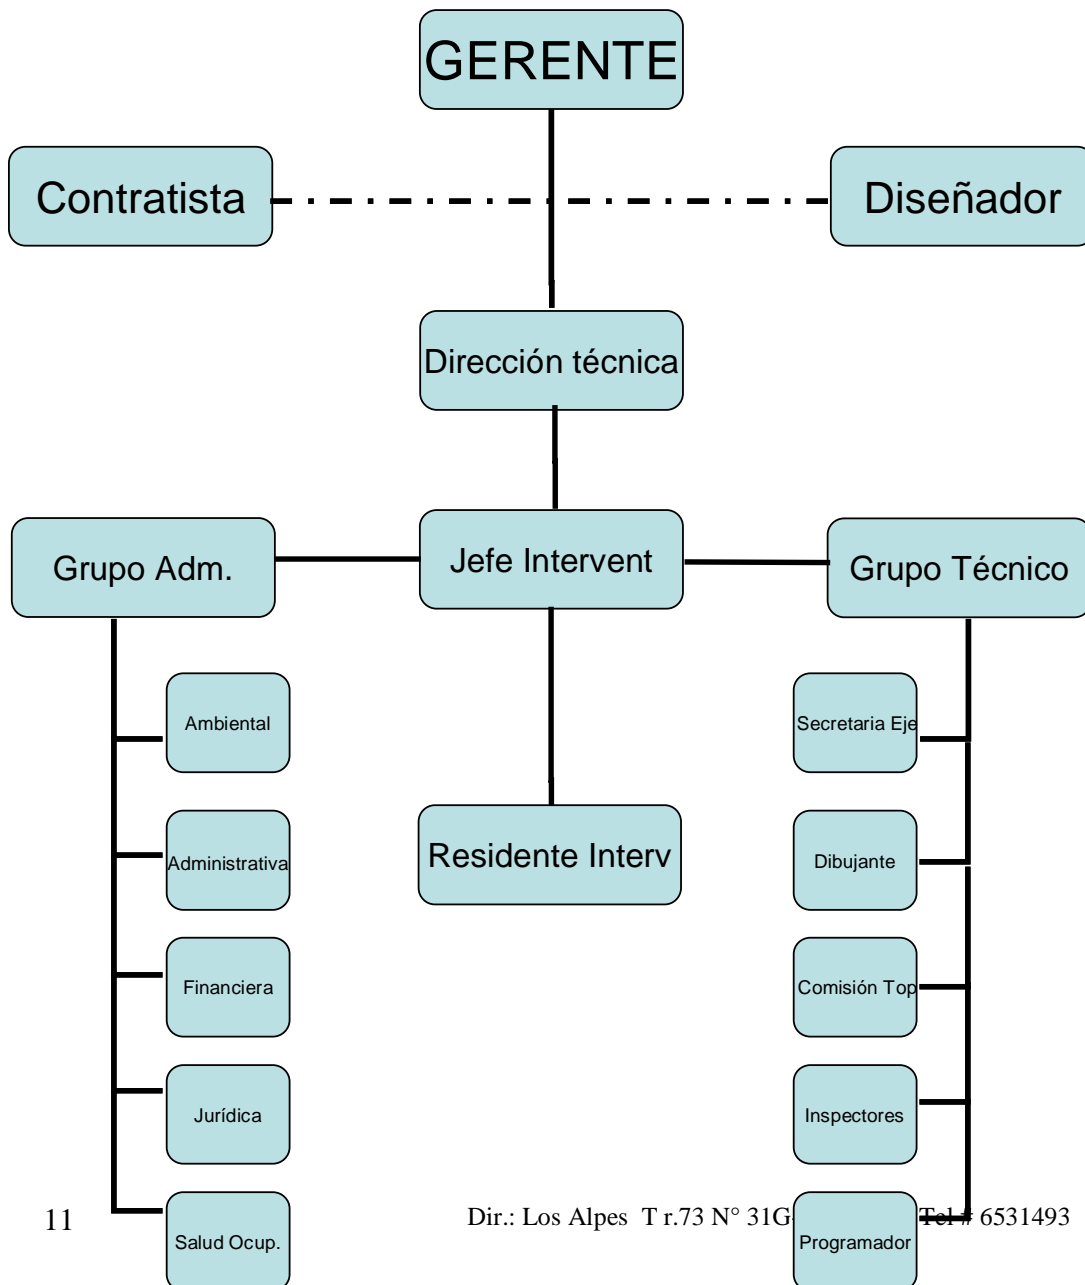 GERENTE
Contratista
Diseñador
Dirección técnica
Grupo Adm.
Jefe Intervent
Grupo Técnico
Ambiental
Secretaria Eje
Administrativa
Residente Interv
Dibujante
Financiera
Comisión Top
Jurídica
Inspectores
Salud Ocup.
Programador
11
Dir.: Los Alpes T r.73 N° 31G Tel # 6531493